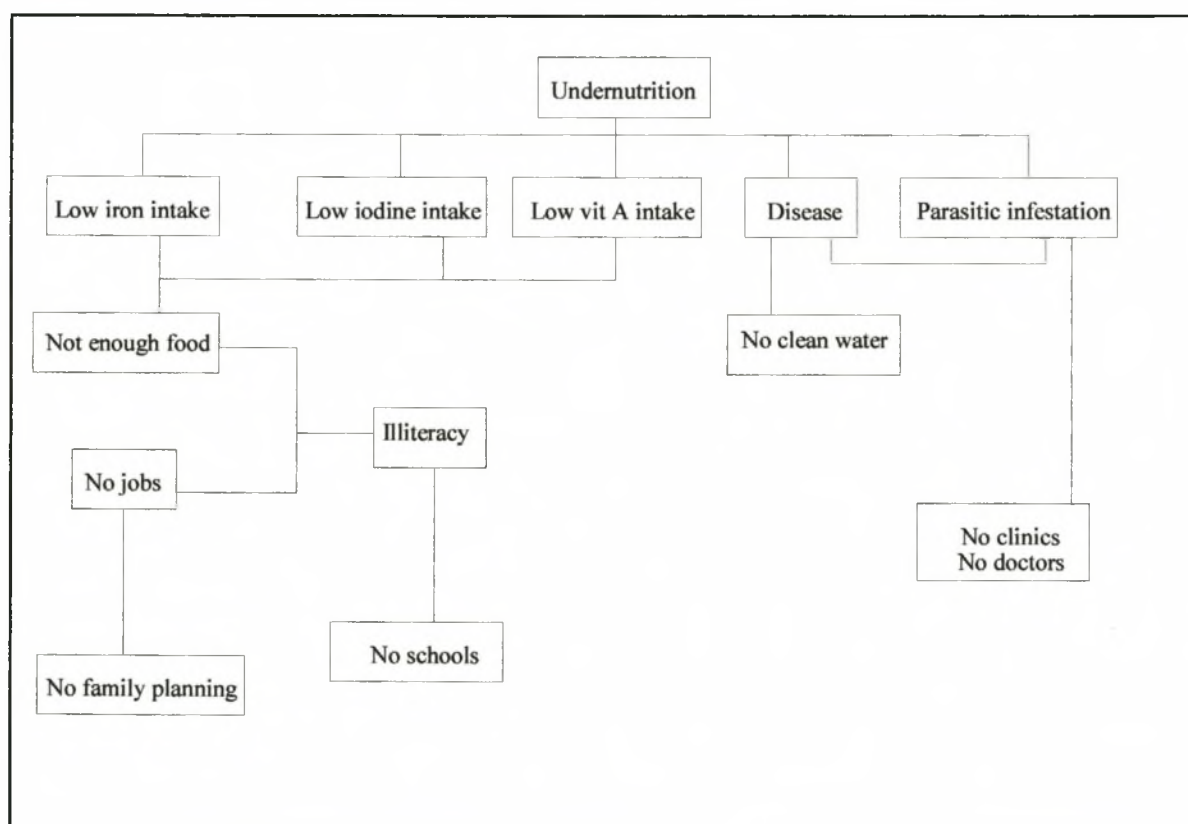 Undernutrition
Low iron intake
Low iodine intake
Low vit A intake
Disease
Parasitic infestation
Not enough food
No clean water
Illiteracy
No jobs
No clinics
No doctors
No schools
No family planning